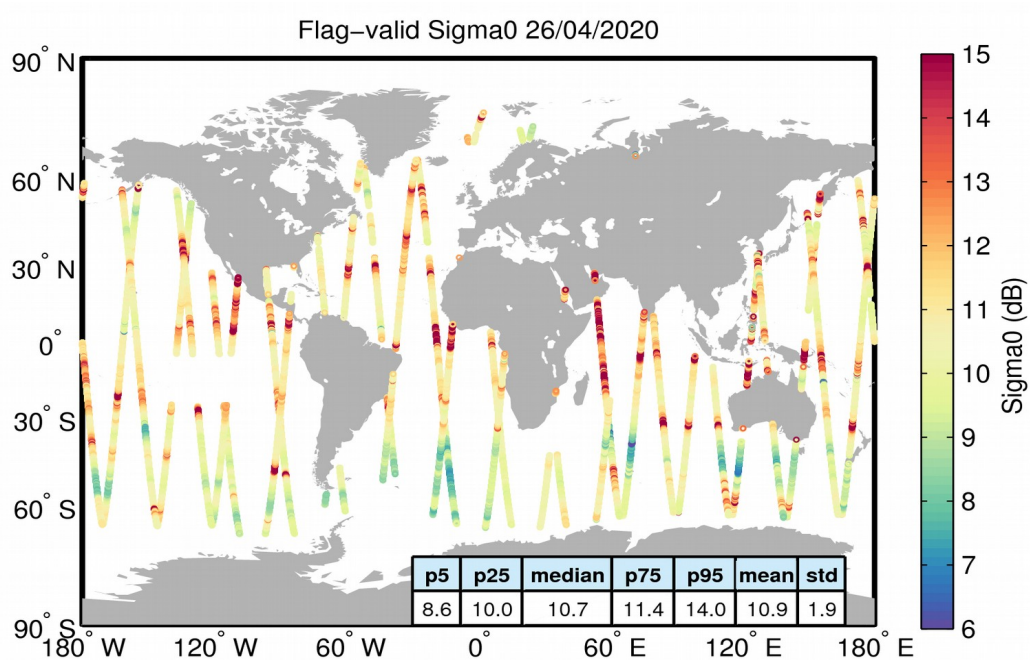 Flag−valid Sigma0 26/04/2020
90° N
60° N
30° N
0°
30° S
60° S
90° S
180° W
120° W
60° W
0°
60° E
120° E
180° E
p5 p25 median p75 p95 mean std
8.6 10.0 10.7 11.4 14.0 10.9 1.9
15
14
13
12
11
10
9
8
7
6
Sigma0 (dB)